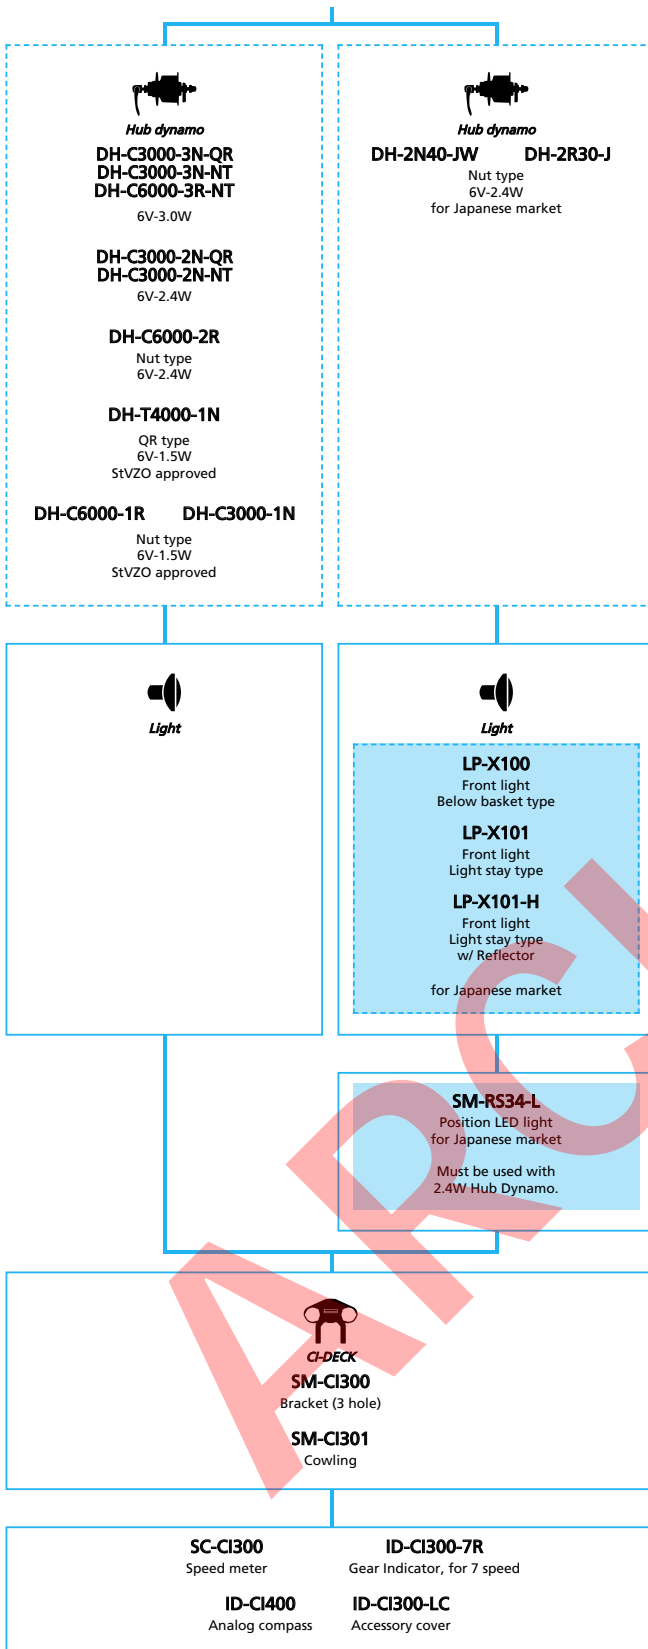 Hub dynamo
DH-C3000-3N-QR
DH-C3000-3N-NT
DH-C6000-3R-NT
6V-3.0W
DH-C3000-2N-QR
DH-C3000-2N-NT
6V-2.4W
DH-C6000-2R
Nut type
6V-2.4W
DH-T4000-1N
QR type
6V-1.5W
StVZO approved
DH-C6000-1R DH-C3000-1N
Nut type
6V-1.5W
StVZO approved
Hub dynamo
DH-2N40-JW DH-2R30-J
Nut type
6V-2.4W
for Japanese market
Light
Light
LP-X100
Front light
Below basket type
LP-X101
Front light
Light stay type
LP-X101-H
Front light
Light stay type
w/ Reflector
for Japanese market
SM-RS34-L
Position LED light
for Japanese market
Must be used with
2.4W Hub Dynamo.
CI-DECK
SM-CI300
Bracket (3 hole)
SM-CI301
Cowling
SC-CI300 ID-CI300-7R
Speed meter Gear Indicator, for 7 speed
ID-CI400 ID-CI300-LC
Analog compass Accessory cover